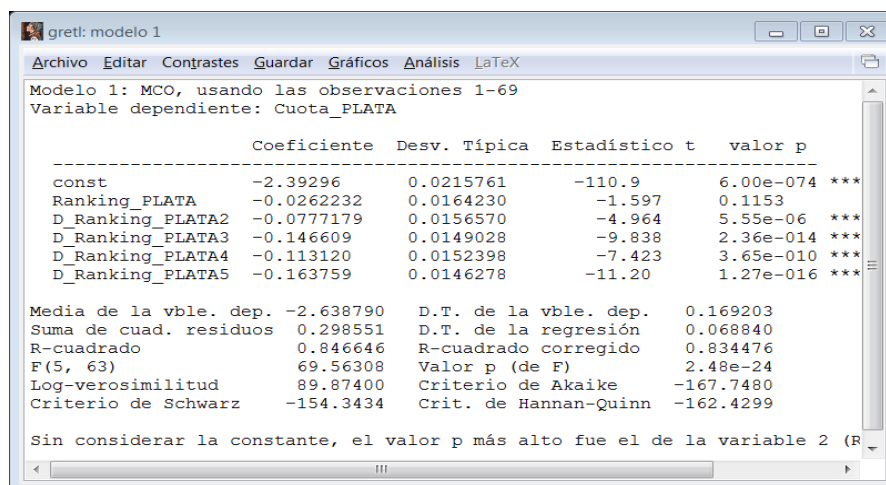 gretl: modelo 1
Archivo Editar Contrastes Guardar Gráficos Análisis LaTeX
Modelo 1: MCO, usando las observaciones 1-69
Variable dependiente: Cuota_PLATA
Coeficiente Desv. Típica Estadístico t valor p
const -2.39296 0.0215761 -110.9 6.00e-074 ***
Ranking_PLATA -0.0262232 0.0164230 -1.597 0.1153
D_Ranking_PLATA2 -0.0777179 0.0156570 -4.964 5.55e-06 ***
D_Ranking_PLATA3 -0.146609 0.0149028 -9.838 2.36e-014 ***
D_Ranking_PLATA4 -0.113120 0.0152398 -7.423 3.65e-010 ***
D_Ranking_PLATA5 -0.163759 0.0146278 -11.20 1.27e-016 ***
Media de la vble. dep. -2.638790 D.T. de la vble. dep. 0.169203
Suma de cuad. residuos 0.298551 D.T. de la regresión 0.068840
R-cuadrado 0.846646 R-cuadrado corregido 0.834476
F(5, 63) 69.56308 Valor p (de F) 2.48e-24
Log-verosimilitud 89.87400 Criterio de Akaike -167.7480
Criterio de Schwarz -154.3434 Crit. de Hannan-Quinn -162.4299
Sin considerar la constante, el valor p más alto fue el de la variable 2 (R